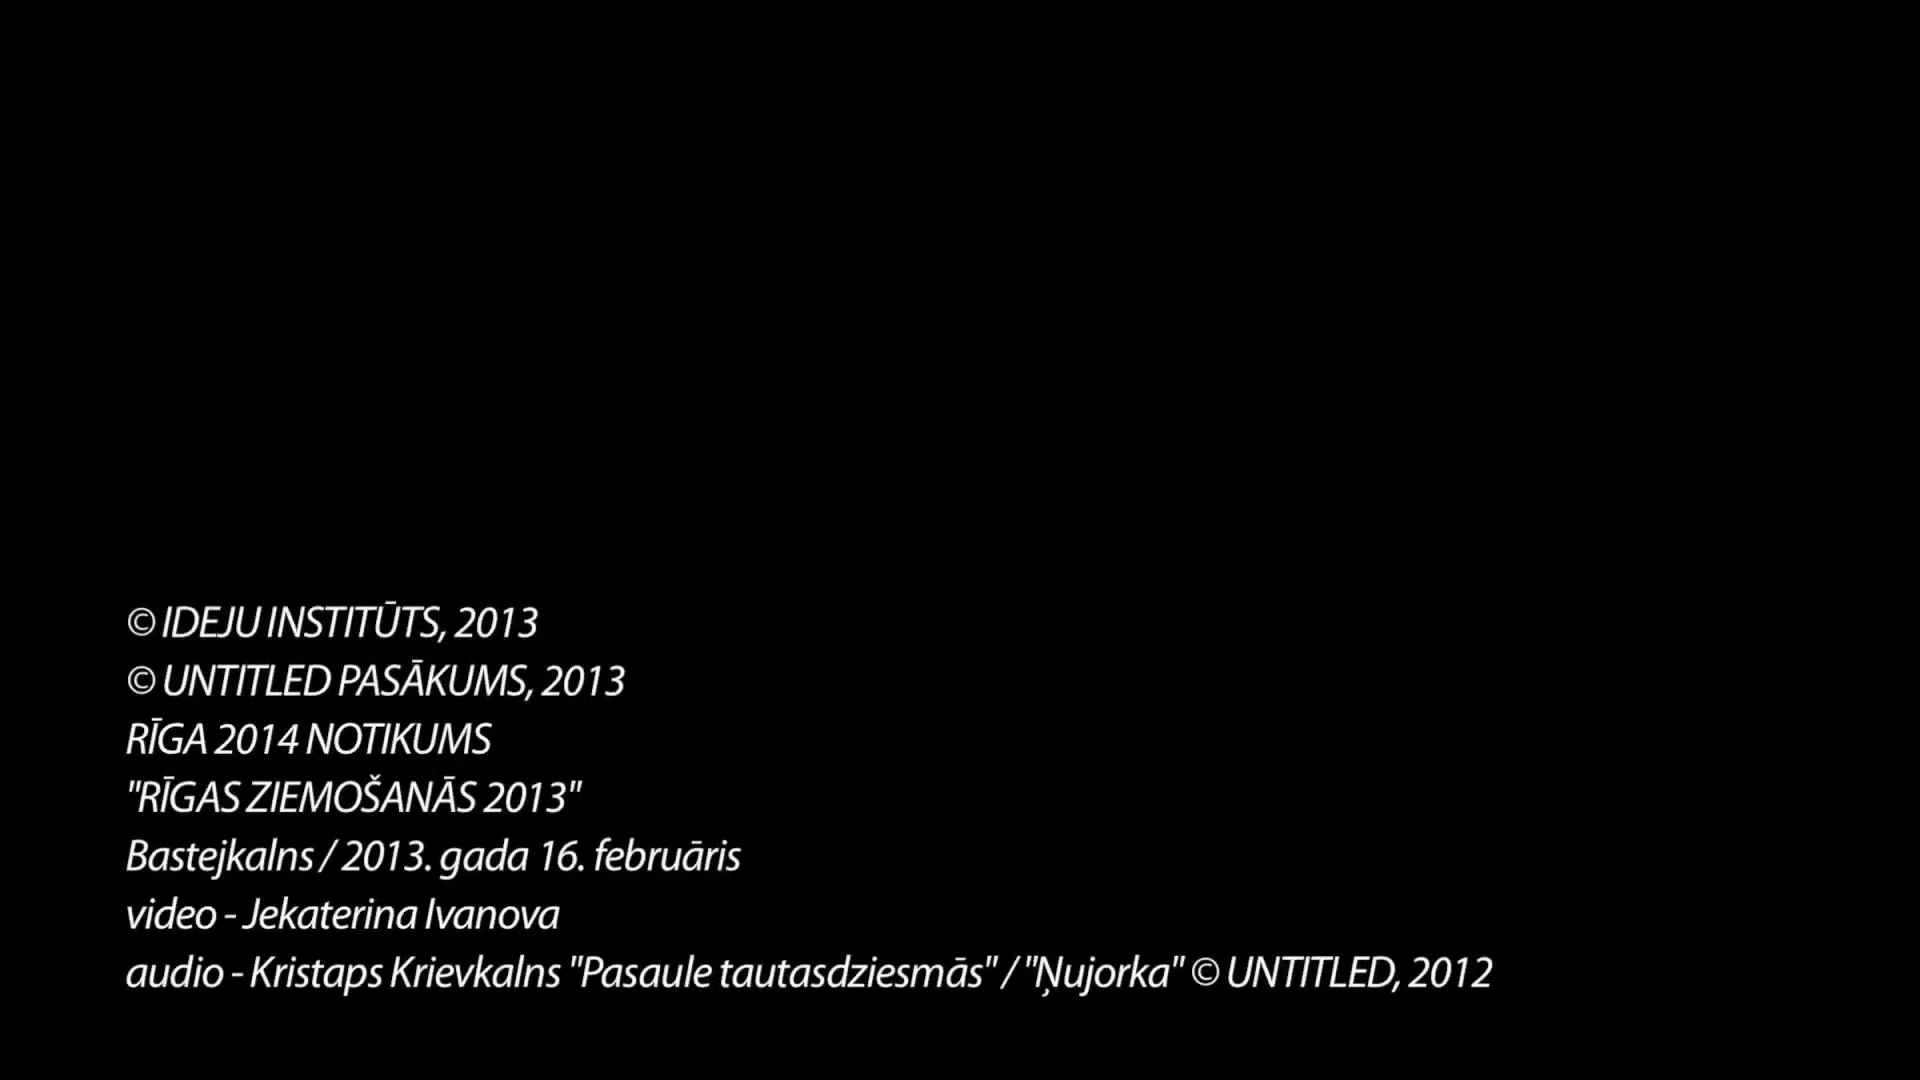 © IDEJU INSTITŪTS, 2013
© UNTITLED PASĀKUMS, 2013
RĪGA 2014 NOTIKUMS
"RĪGAS ZIEMOŠANĀS 2013"
Bastejkalns / 2013. gada 16. februāris
video - Jekaterina Ivanova
audio - Kristaps Krievkalns "Pasaule tautasdziesmās" / "Ņujorka" © UNTITLED, 2012